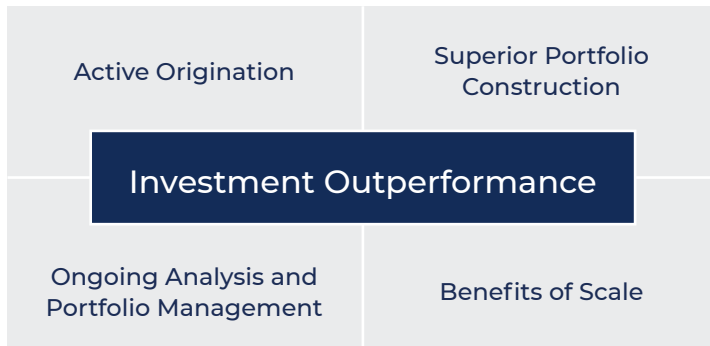 Active Origination
Superior Portfolio
Construction
Investment Outperformance
Ongoing Analysis and
Portfolio Management
Benefits of Scale